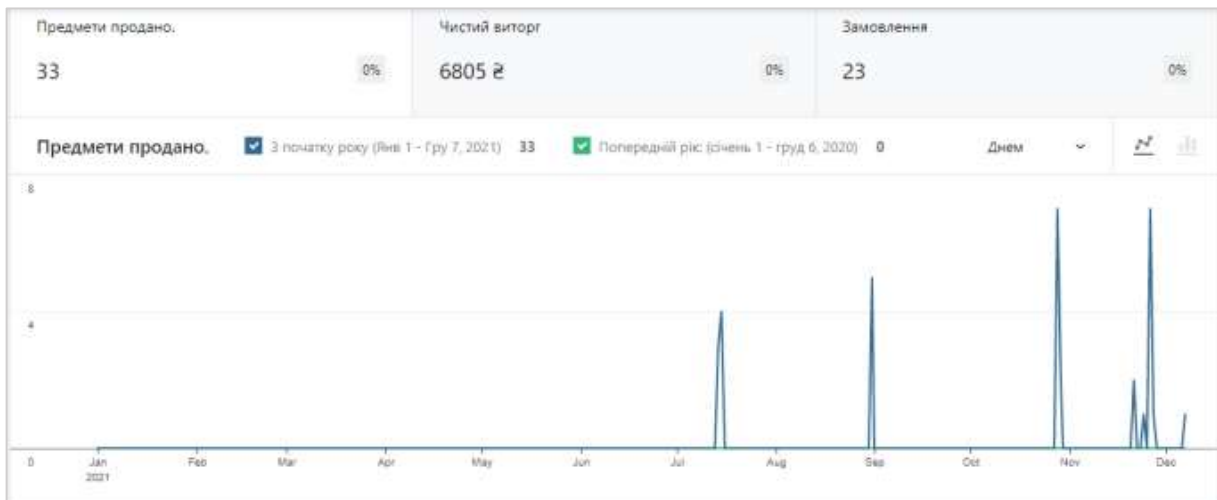 Предмети продано.
Чистий виторг
Замовлення
33
0%
6805 ₴
0%
23
0%
Предмети продано.
З початку року (Янв 1 - Гру 7, 2021) 33
Попередній рік: (січень 1 - груд 6, 2020) 0
Днем
8
4
0
Jan Feb Mar Apr May Jun Jul Aug Sep Oct Nov Dec
2021